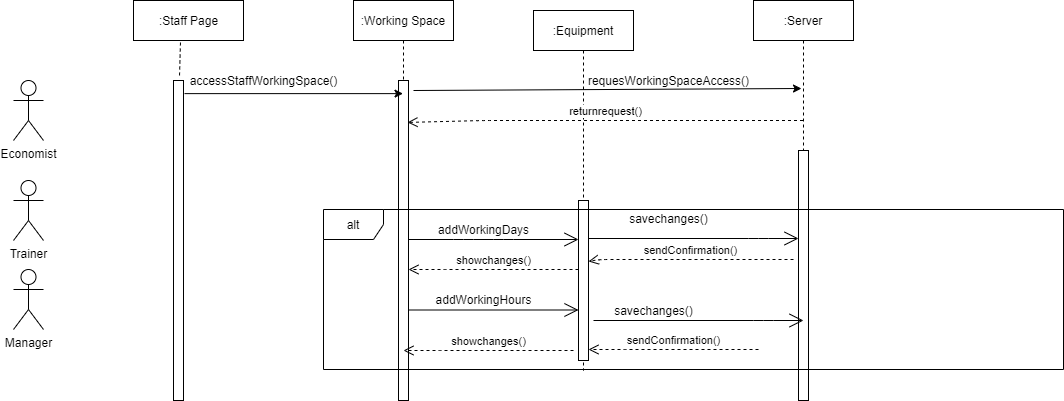 :Staff Page
:Working Space
:Equipment
:Server
accessStaffWorkingSpace()
requesWorkingSpaceAccess()
returnrequest()
Economist
alt
savechanges()
addWorkingDays
sendConfirmation()
Trainer
showchanges()
addWorkingHours
savechanges()
Manager
showchanges()
sendConfirmation()